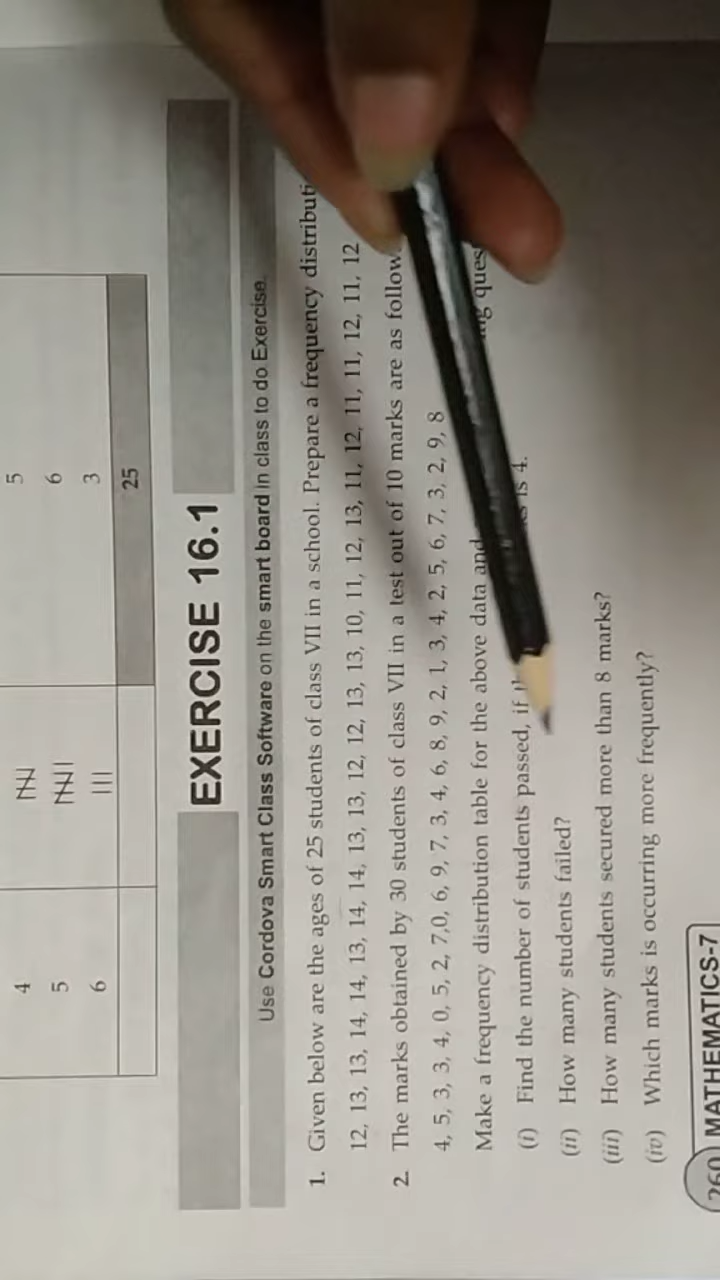 4 5
5 6
6 3
25
EXERCISE 16.1
Use Cordova Smart Class Software on the smart board in class to do Exercise.
1. Given below are the ages of 25 students of class VII in a school. Prepare a frequency
12, 13, 13, 14, 14, 13, 14, 14, 13, 13, 12, 12, 13, 13, 10, 11, 12, 13, 11, 12, 11, 11, 12, 11, 12
2. The marks obtained by 30 students of class VII in a test out of 10 marks are as
4, 5, 3, 3, 4, 0, 5, 2, 7,0, 6, 9, 7, 3, 4, 6, 8, 9, 2, 1, 3, 4, 2, 5, 6, 7, 3, 2, 9, 8
Make a frequency distribution table for the above data and
(i) Find the number of students passed, if is 4.
(ii) How many students failed?
(iii) How many students secured more than 8 marks?
(iv) Which marks is occurring more frequently?
260 MATHEMATICS-7